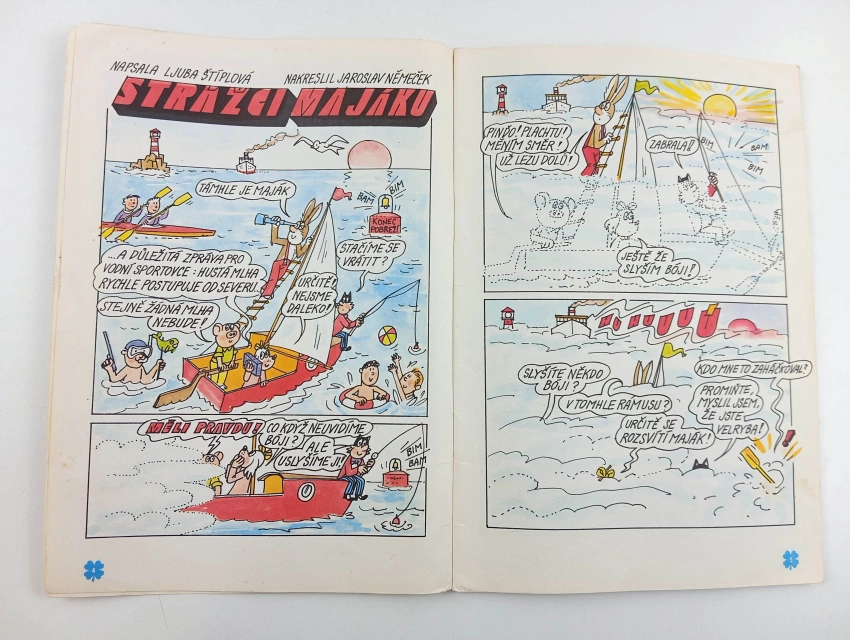 NAPSALA LJUBA ŠTÍPLOVÁ
NAKRESLIL JAROSLAV NĚMEČEK
STRÁŽCI MAJÁKU
TÁMHLE JE MAJÁK
BAM
BIM
KONEC
POBŘEŽÍ
STAČÍME SE
VRÁTIT?
...A DŮLEŽITÁ ZPRÁVA PRO
VODNÍ SPORTOVCE: HUSTÁ MLHA
RYCHLE POSTUPUJE OD SEVERU.
URČITĚ!
NEJSME
DALEKO!
STEJNĚ ŽÁDNÁ MLHA
NEBUDE!
MĚLI PRAVDU!
CO KDYŽ NEUVIDÍME
BÓJI?
ALE
USLYŠÍME JI!
BIM
BAM
PINĎO! PLACHTU!
MĚNÍM SMĚR!
UŽ LEZU DOLŮ!
ZABRALA!
BIM
BAM
BIM
JEŠTĚ ŽE
SLYŠÍM BÓJI!
SLYŠÍTE NĚKDO
BÓJI?
V TOMHLE RÁMUSU?
URČITĚ SE
ROZSVÍTÍ MAJÁK!
KDO MNE TO ZAHÁČKOVAL?
PROMIŇTE,
MYSLIL JSEM,
ŽE JSTE
VELRYBA!
!
4
5